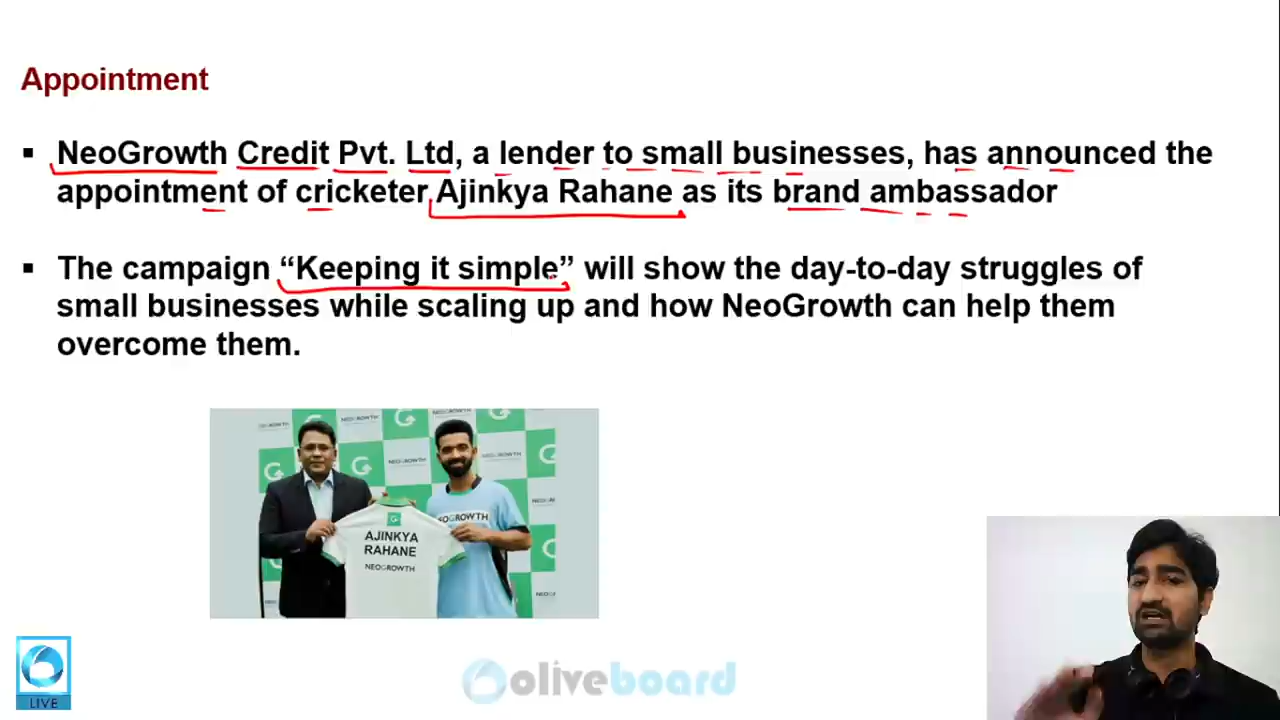 Appointment
▪ NeoGrowth Credit Pvt. Ltd, a lender to small businesses, has announced the
appointment of cricketer Ajinkya Rahane as its brand ambassador
▪ The campaign “Keeping it simple” will show the day-to-day struggles of
small businesses while scaling up and how NeoGrowth can help them
overcome them.
NEOGROWTH
NEOGROWTH
NEOGROWTH
AJINKYA
RAHANE
NEOGROWTH
LIVE
oliveboard